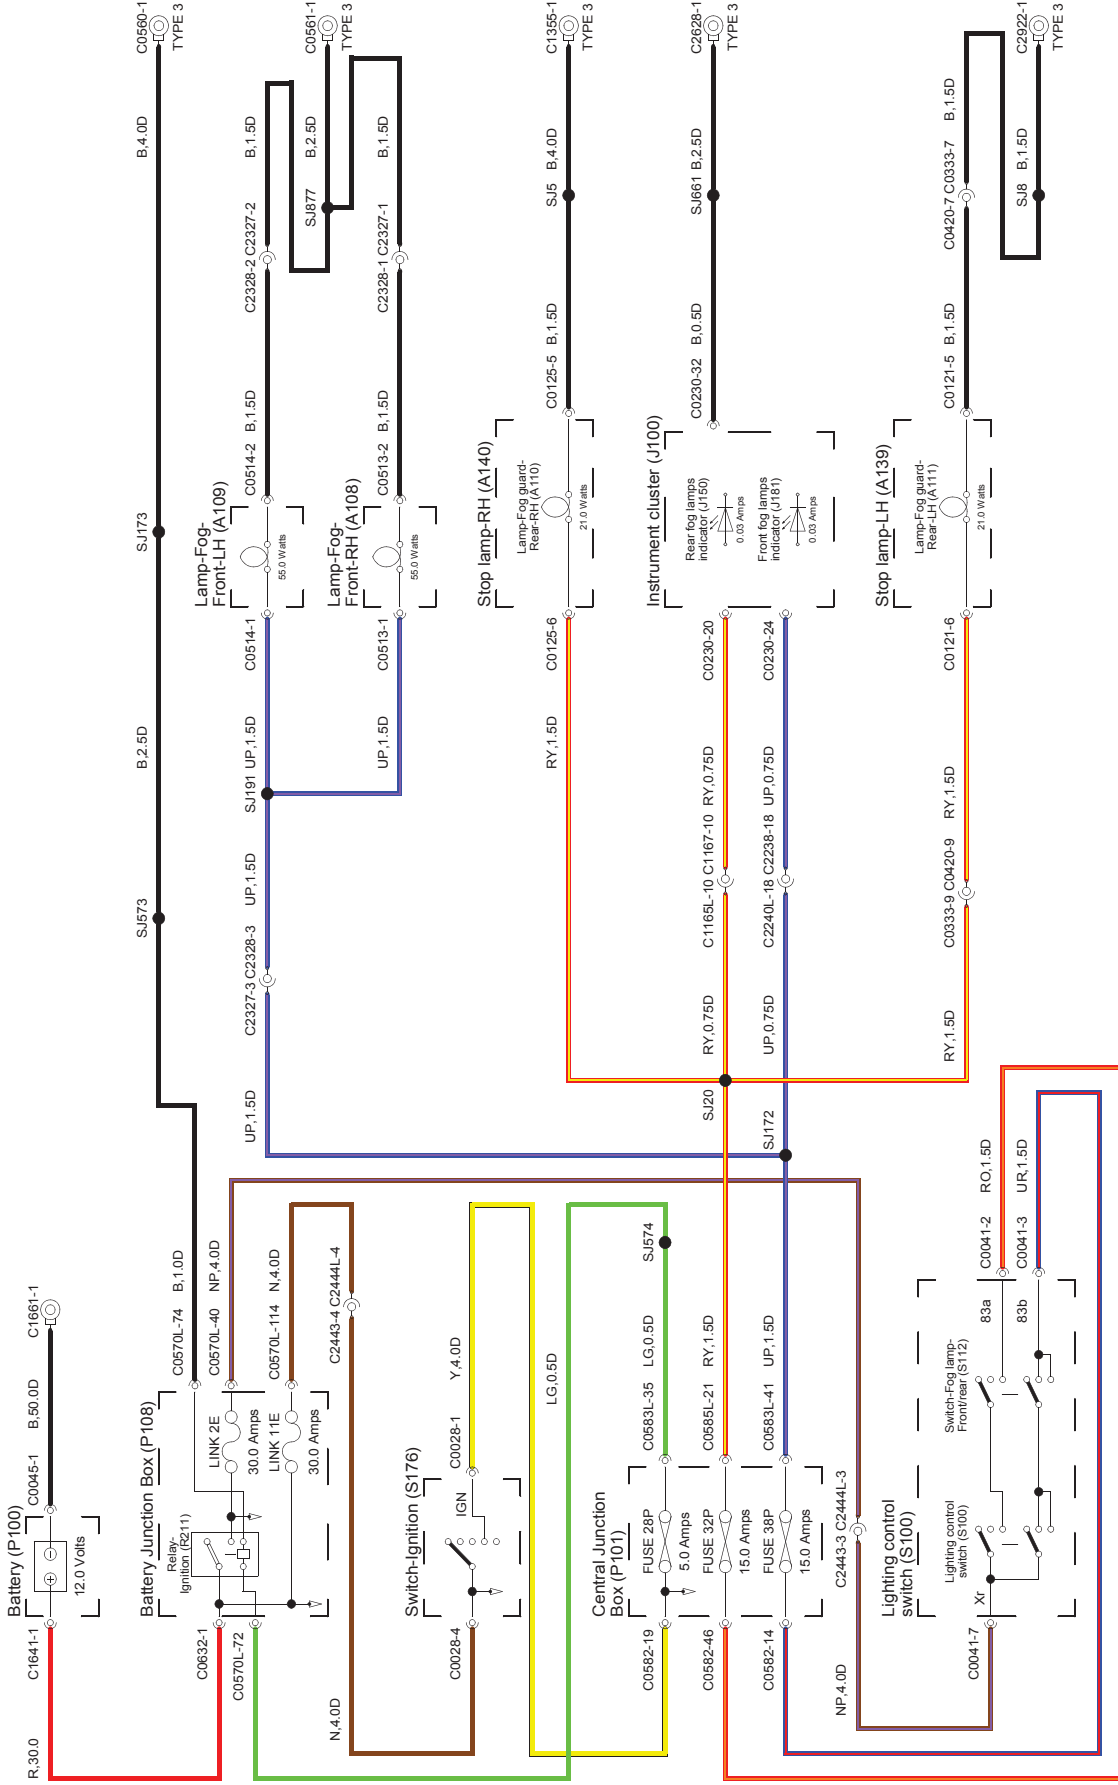 Battery (P100)
12.0 Volts
C1641-1
R,30.0
C0045-1
B,50.0D
C1661-1
Battery Junction Box (P108)
Relay-
Ignition (R211)
LINK 2E
30.0 Amps
LINK 11E
30.0 Amps
C0632-1
C0570L-72
C0570L-74
B,1.0D
C0570L-40
NP,4.0D
C0570L-114
N,4.0D
C2443-4
C2444L-4
SJ573
B,2.5D
SJ173
B,4.0D
C0560-1
TYPE 3
UP,1.5D
C2327-3
C2328-3
UP,1.5D
SJ191
UP,1.5D
C0514-1
Lamp-Fog-
Front-LH (A109)
55.0 Watts
C0514-2
B,1.5D
C2328-2
C2327-2
B,1.5D
UP,1.5D
C0513-1
Lamp-Fog-
Front-RH (A108)
55.0 Watts
C0513-2
B,1.5D
C2328-1
C2327-1
B,1.5D
SJ877
B,2.5D
C0561-1
TYPE 3
Switch-Ignition (S176)
IGN
C0028-4
N,4.0D
C0028-1
Y,4.0D
LG,0.5D
RY,1.5D
C0125-6
Stop lamp-RH (A140)
Lamp-Fog guard-
Rear-RH (A110)
21.0 Watts
C0125-5
B,1.5D
SJ5
B,4.0D
C1355-1
TYPE 3
Central Junction
Box (P101)
FUSE 28P
5.0 Amps
FUSE 32P
15.0 Amps
FUSE 38P
15.0 Amps
C0582-19
C0582-46
C0582-14
C0583L-35
LG,0.5D
SJ574
C0585L-21
RY,1.5D
SJ20
RY,0.75D
C1165L-10
C1167-10
RY,0.75D
C0230-20
C0583L-41
UP,1.5D
SJ172
UP,0.75D
C2240L-18
C2238-18
UP,0.75D
C0230-24
Instrument cluster (J100)
Rear fog lamps
indicator (J150)
0.03 Amps
Front fog lamps
indicator (J181)
0.03 Amps
C0230-32
B,0.5D
SJ661
B,2.5D
C2628-1
TYPE 3
NP,4.0D
C2443-3
C2444L-3
Lighting control
switch (S100)
Lighting control
switch (S100)
Switch-Fog lamp-
Front/rear (S112)
Xr
83a
83b
C0041-7
C0041-2
RO,1.5D
C0041-3
UR,1.5D
RY,1.5D
C0333-9
C0420-9
RY,1.5D
C0121-6
Stop lamp-LH (A139)
Lamp-Fog guard-
Rear-LH (A111)
21.0 Watts
C0121-5
B,1.5D
C0420-7
C0333-7
B,1.5D
SJ8
B,1.5D
C2922-1
TYPE 3